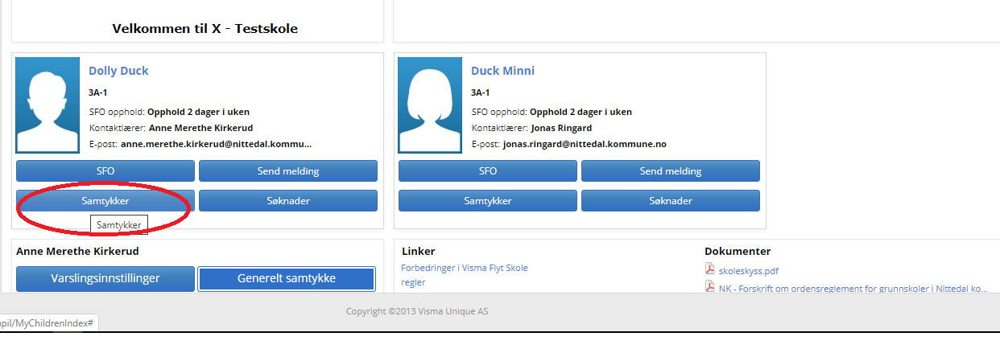 Velkommen til X - Testskole
Dolly Duck
3A-1
SFO opphold: Opphold 2 dager i uken
Kontaktlærer: Anne Merethe Kirkerud
E-post: anne.merethe.kirkerud@nittedal.kommu...
SFO
Send melding
Samtykker
Søknader
Samtykker
Duck Minni
3A-1
SFO opphold: Opphold 2 dager i uken
Kontaktlærer: Jonas Ringard
E-post: jonas.ringard@nittedal.kommune.no
SFO
Send melding
Samtykker
Søknader
Anne Merethe Kirkerud
Varslingsinnstillinger
Generelt samtykke
Linker
Forbedringer i Visma Flyt Skole
regler
Dokumenter
skoleskyss.pdf
NK - Forskrift om ordensreglement for grunnskoler i Nittedal ko...
Copyright ©2013 Visma Unique AS
upil/MyChildrenIndex#